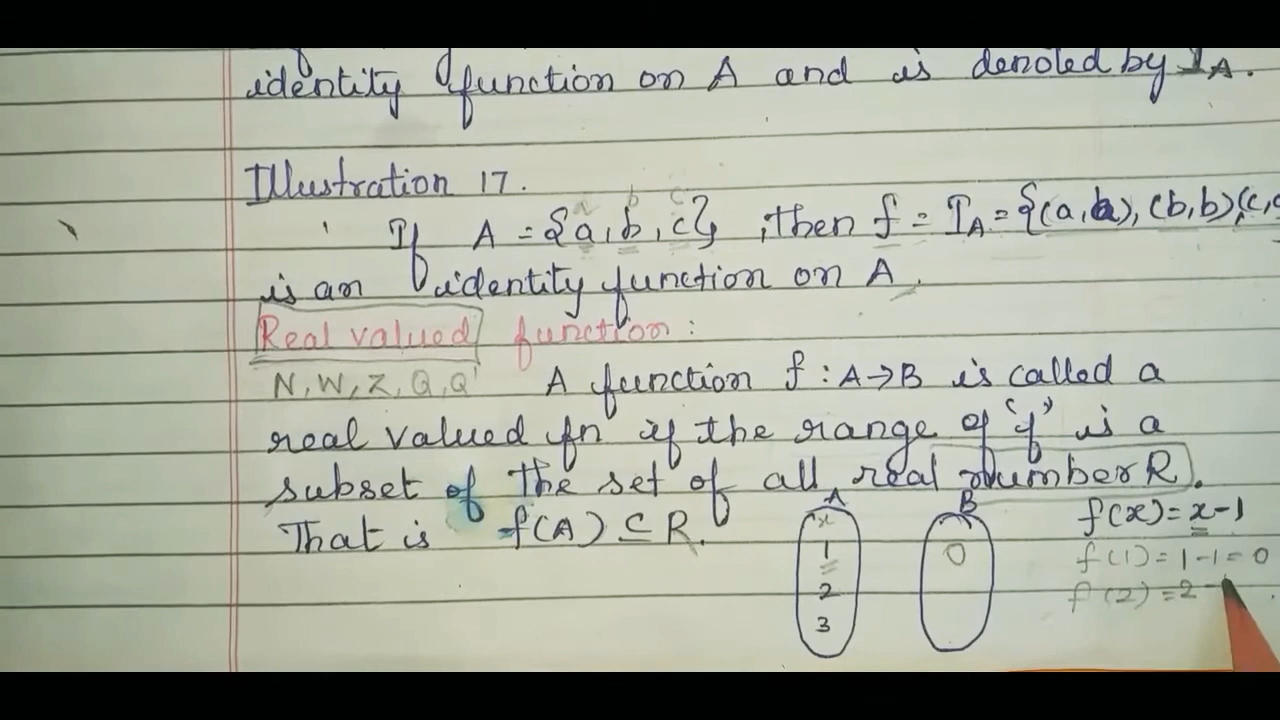 identity function on A and is denoted by I_A.
Illustration 17.
a b c
If A = {a, b, c}, then f = I_A = {(a, a), (b, b) (c, c
is an identity function on A.
Real valued function:
N, W, Z, Q, Q' A function f : A → B is called a
real valued fn if the range of 'f' is a
subset of the set of all real number R.
That is f(A) ⊆ R.
A B
x
1
2
3
0
f(x) = x - 1
f(1) = 1 - 1 = 0
f(2) = 2 -